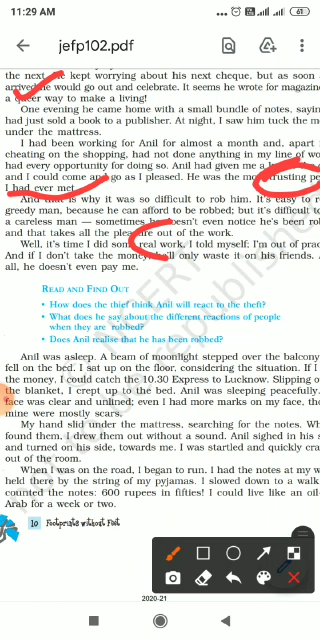 11:29 AM
61
jefp102.pdf
the next. He kept worrying about his next cheque, but as soon
arrived he would go out and celebrate. It seems he wrote for magazin
a queer way to make a living!
One evening he came home with a small bundle of notes, sayin
had just sold a book to a publisher. At night, I saw him tuck the m
under the mattress.
I had been working for Anil for almost a month and, apart
cheating on the shopping, had not done anything in my line of wo
had every opportunity for doing so. Anil had given me a
and I could come and go as I pleased. He was the most trusting pe
I had ever met.
And that is why it was so difficult to rob him. It's easy to r
greedy man, because he can afford to be robbed; but it's difficult to
a careless man — sometimes he doesn't even notice he's been rob
and that takes all the pleasure out of the work.
Well, it's time I did some real work, I told myself; I'm out of prac
And if I don't take the money, he'll only waste it on his friends.
all, he doesn't even pay me.
READ AND FIND OUT
• How does the thief think Anil will react to the theft?
• What does he say about the different reactions of people
when they are robbed?
• Does Anil realise that he has been robbed?
Anil was asleep. A beam of moonlight stepped over the balcony
fell on the bed. I sat up on the floor, considering the situation. If I
the money, I could catch the 10.30 Express to Lucknow. Slipping o
the blanket, I crept up to the bed. Anil was sleeping peacefully.
face was clear and unlined; even I had more marks on my face, tho
mine were mostly scars.
My hand slid under the mattress, searching for the notes. Wh
found them, I drew them out without a sound. Anil sighed in his s
and turned on his side, towards me. I was startled and quickly cra
out of the room.
When I was on the road, I began to run. I had the notes at my w
held there by the string of my pyjamas. I slowed down to a walk
counted the notes: 600 rupees in fifties! I could live like an oil-
Arab for a week or two.
10 Footprints without Feet
2020-21